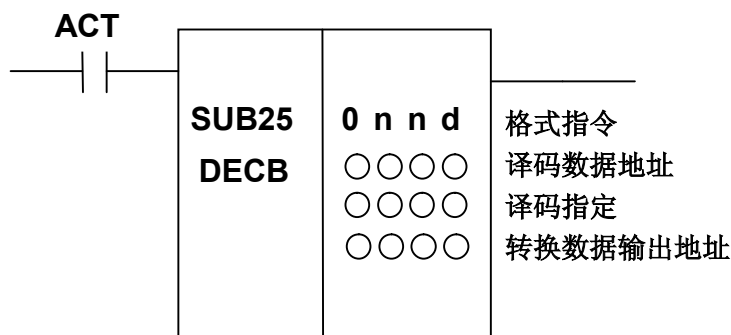 ACT
SUB25 0 n n d 格式指令
DECB ○○○○ 译码数据地址
○○○○ 译码指定
○○○○ 转换数据输出地址